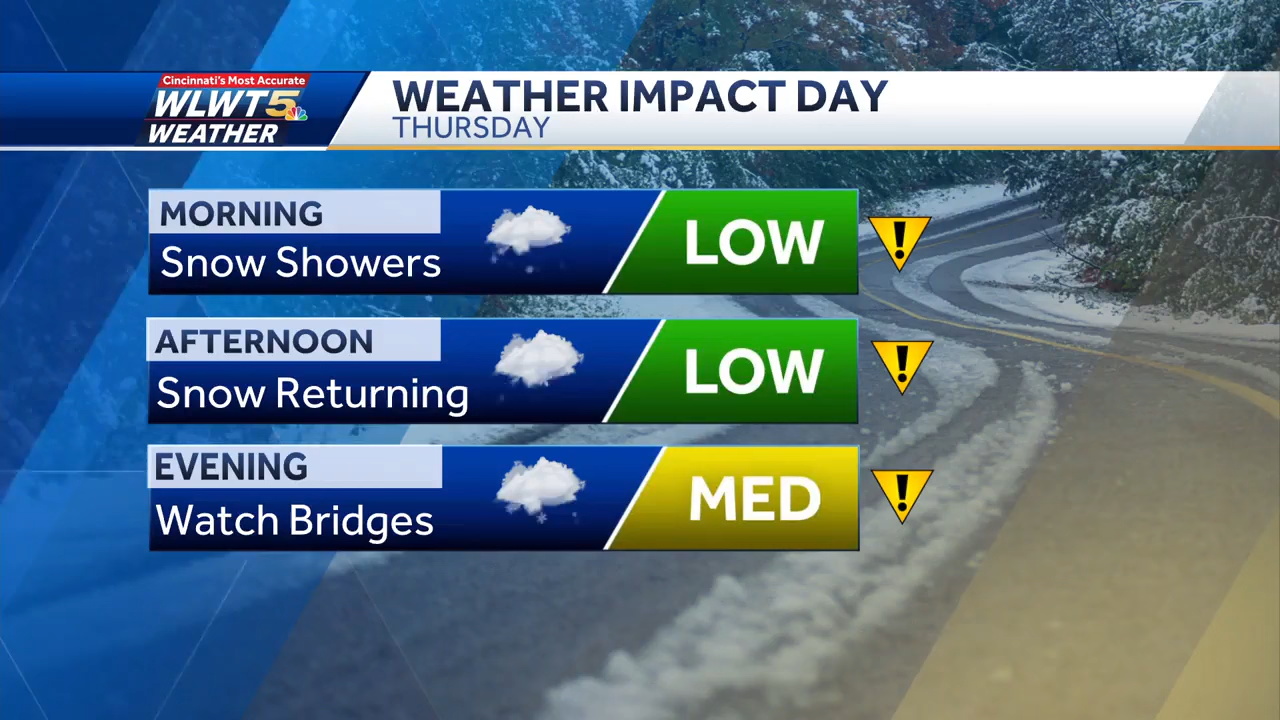 Cincinnati's Most Accurate
WLWT5
WEATHER
WEATHER IMPACT DAY
THURSDAY
MORNING
Snow Showers
LOW
!
AFTERNOON
Snow Returning
LOW
!
EVENING
Watch Bridges
MED
!